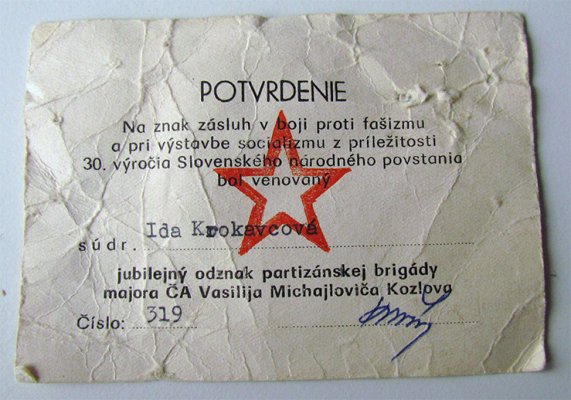 POTVRDENIE
Na znak zásluh v boji proti fašizmu
a pri výstavbe socializmu z príležitosti
30. výročia Slovenského národného povstania
bol venovaný
súdr. Ida Krokavcová
jubilejný odznak partizánskej brigády
majora ČA Vasilija Michajloviča Kozlova
Číslo: 319